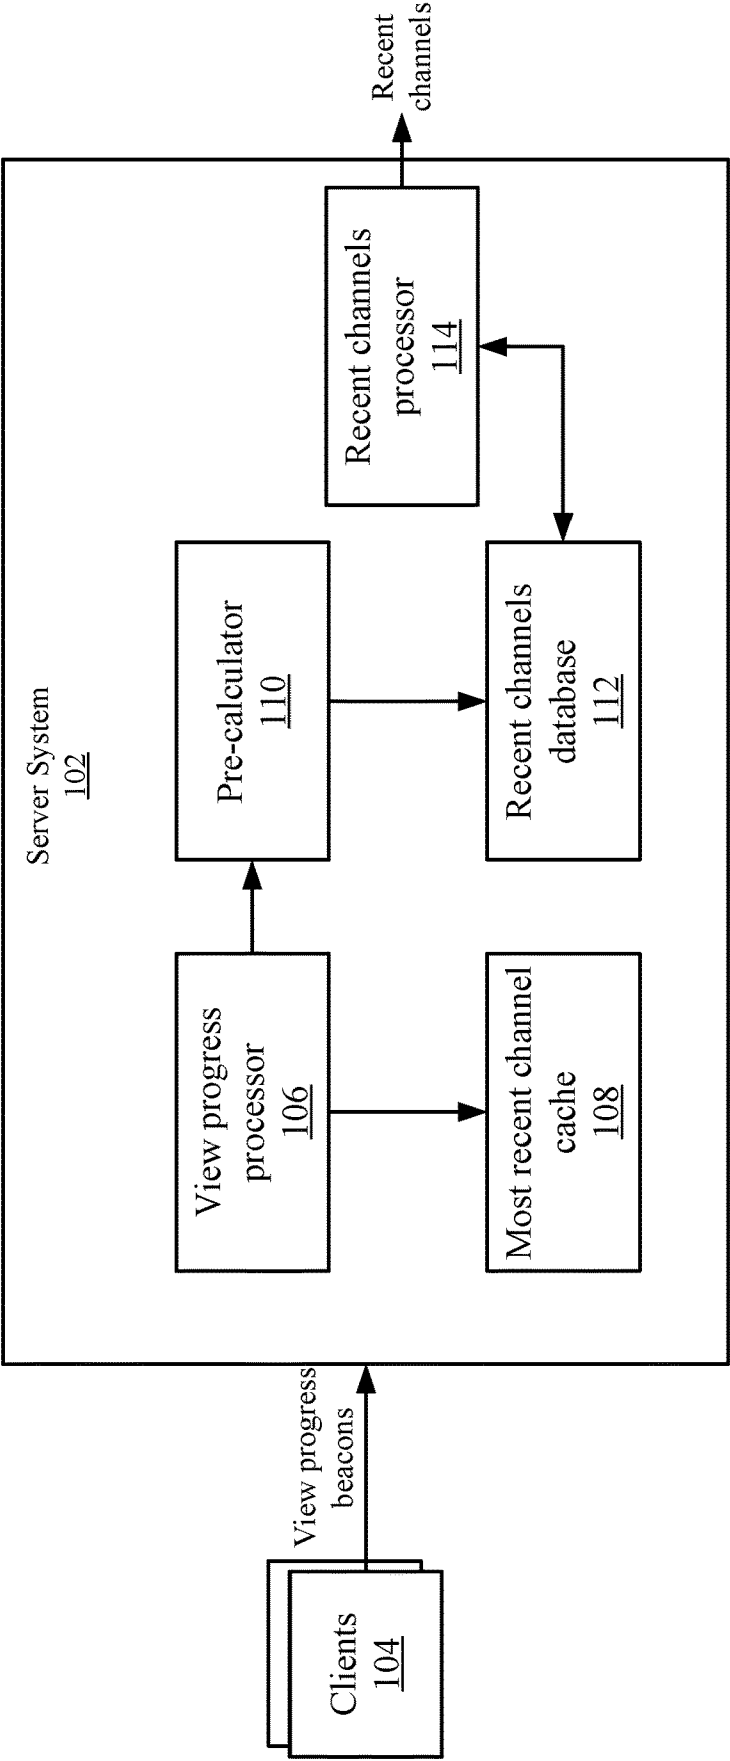 Server System
102
Clients
104
View progress
beacons
View progress
processor
106
Pre-calculator
110
Most recent channel
cache
108
Recent channels
database
112
Recent channels
processor
114
Recent
channels